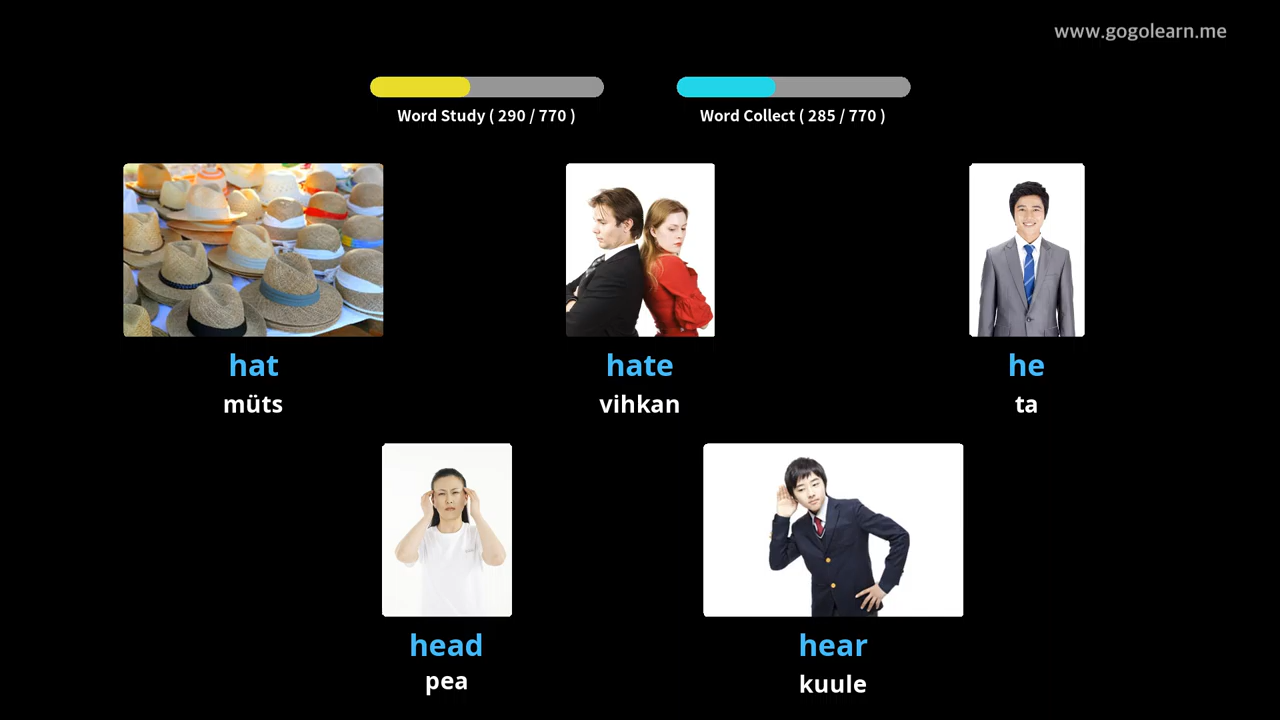 www.gogolearn.me
Word Study ( 290 / 770 )
Word Collect ( 285 / 770 )
hat
müts
hate
vihkan
he
ta
head
pea
hear
kuule